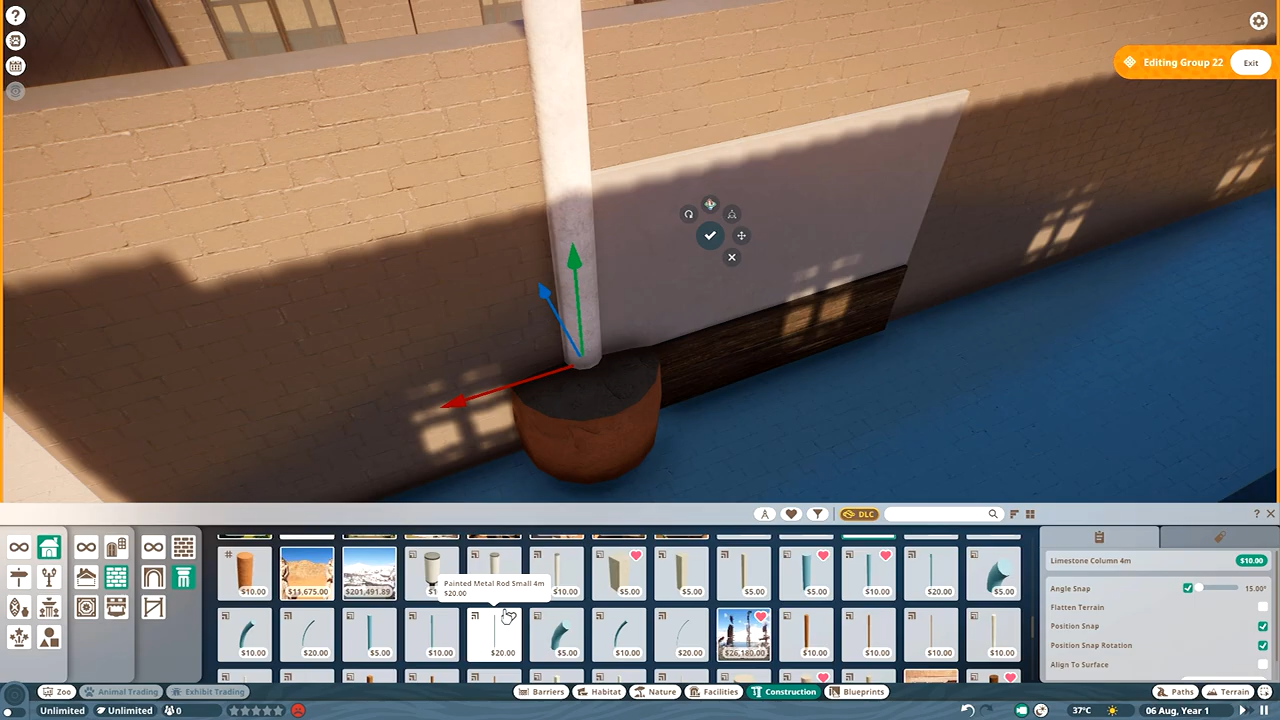 ?
Editing Group 22 Exit
DLC
? ×
$10.00 $13,675.00 $201,491.89 $10.00 $5.00 $5.00 $5.00 $5.00 $10.00 $20.00 $5.00
Painted Metal Rod Small 4m
$20.00
$10.00 $20.00 $5.00 $10.00 $20.00 $5.00 $10.00 $20.00 $26,180.00 $10.00 $10.00 $10.00 $10.00
Limestone Column 4m $10.00
Angle Snap 15.00°
Flatten Terrain
Position Snap
Position Snap Rotation
Align To Surface
Zoo Animal Trading Exhibit Trading Barriers Habitat Nature Facilities Construction Blueprints Paths Terrain
Unlimited Unlimited 0 37°C 06 Aug, Year 1